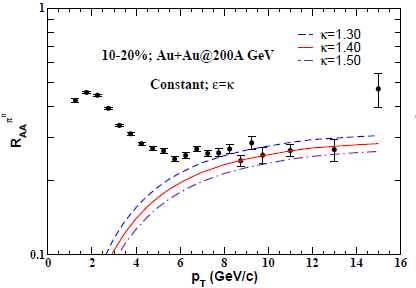 1
κ=1.30
10-20%; Au+Au@200A GeV
κ=1.40
κ=1.50
Constant; ε=κ
R_AA^π⁰
0.1
0 2 4 6 8 10 12 14 16
p_T (GeV/c)